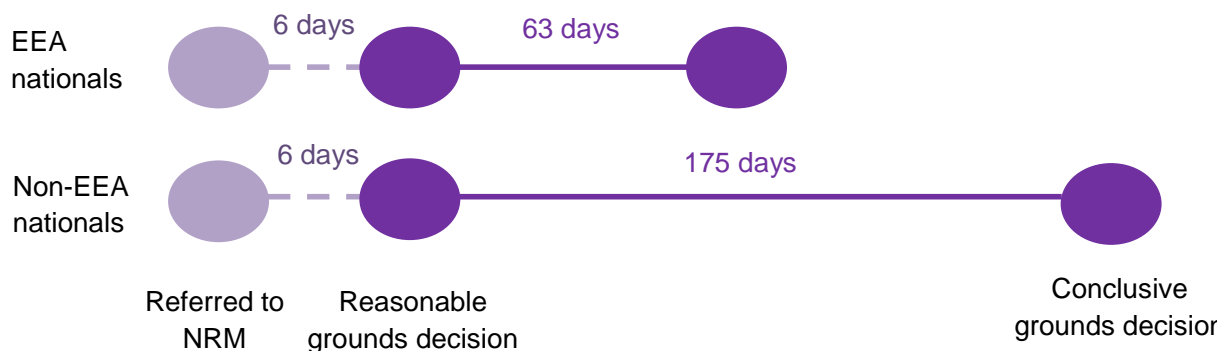 EEA
nationals
6 days
63 days
Non-EEA
nationals
6 days
175 days
Referred to
NRM
Reasonable
grounds decision
Conclusive
grounds decision